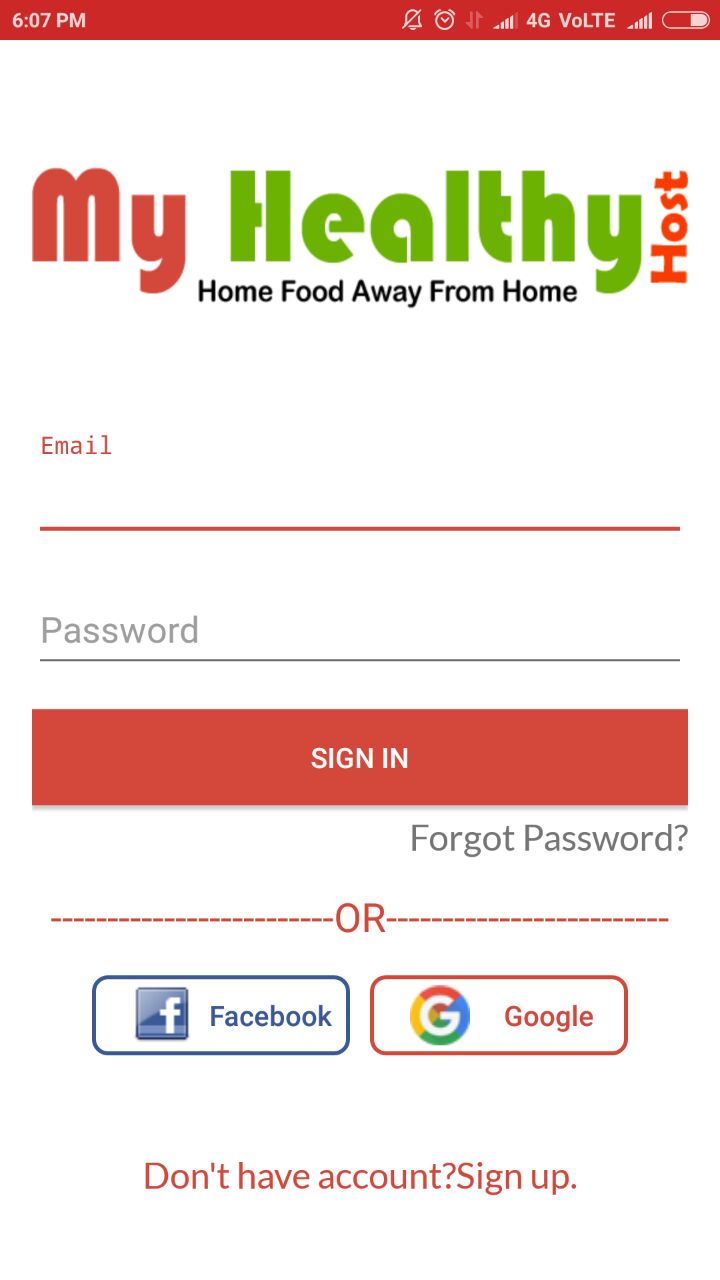 6:07 PM 4G VoLTE
My Healthy Host
Home Food Away From Home
Email
Password
SIGN IN
Forgot Password?
-------------------------OR-------------------------
Facebook Google
Don't have account?Sign up.